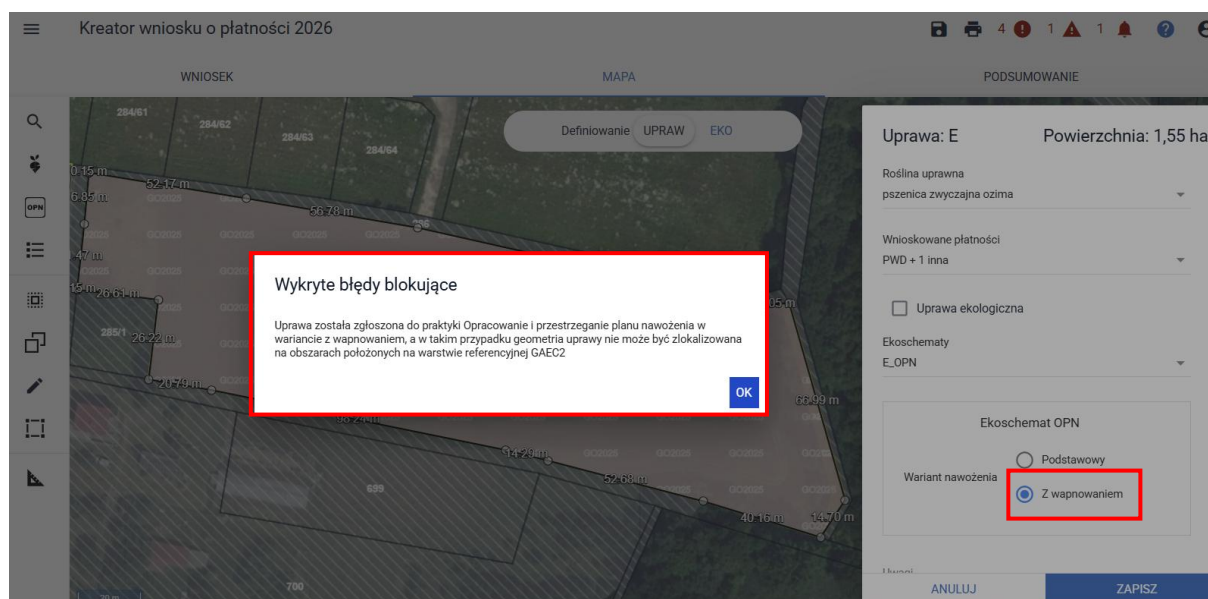 Kreator wniosku o płatności 2026
4 1 1
WNIOSEK MAPA PODSUMOWANIE
OPN
284/61
284/62
284/63
284/64
Definiowanie UPRAW EKO
52-17 m
56-78 m
26-61 m
285/1
26-22 m
20-79 m
14-29 m
52-68 m
66-99 m
40-16 m
14-70 m
699
700
GO2025 GO2025 GO2025 GO2025
Wykryte błędy blokujące
Uprawa została zgłoszona do praktyki Opracowanie i przestrzeganie planu nawożenia w
wariancie z wapnowaniem, a w takim przypadku geometria uprawy nie może być zlokalizowana
na obszarach położonych na warstwie referencyjnej GAEC2
OK
Uprawa: E Powierzchnia: 1,55 ha
Roślina uprawna
pszenica zwyczajna ozima
Wnioskowane płatności
PWD + 1 inna
Uprawa ekologiczna
Ekoschematy
E_OPN
Ekoschemat OPN
Wariant nawożenia
Podstawowy
Z wapnowaniem
ANULUJ ZAPISZ